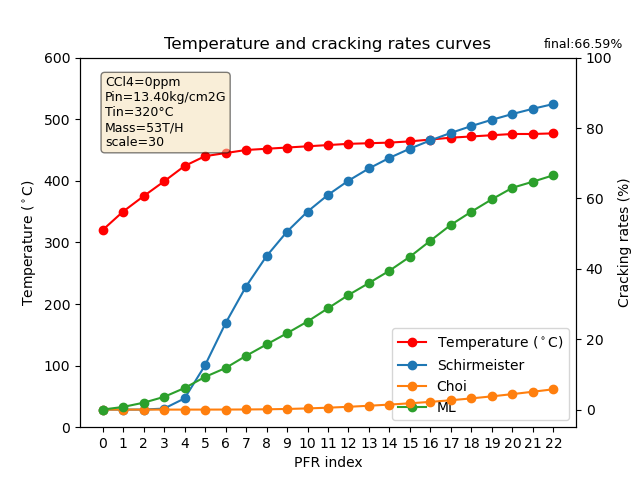 Temperature and cracking rates curves
final:66.59%
CCl4=0ppm
Pin=13.40kg/cm2G
Tin=320°C
Mass=53T/H
scale=30
Temperature (°C)
600
500
400
300
200
100
0
100
80
60
40
20
0
Cracking rates (%)
Temperature (°C)
Schirmeister
Choi
ML
0 1 2 3 4 5 6 7 8 9 10 11 12 13 14 15 16 17 18 19 20 21 22
PFR index